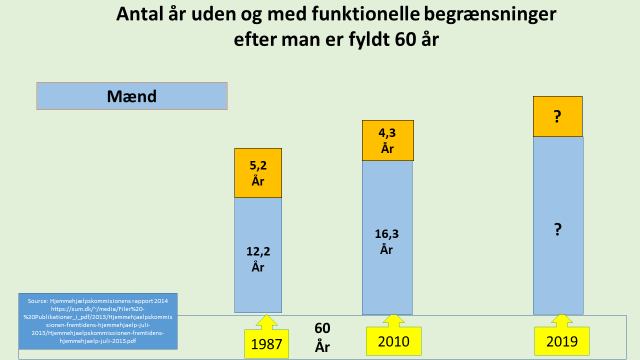 Antal år uden og med funktionelle begrænsninger
efter man er fyldt 60 år
Mænd
5,2
År
12,2
År
4,3
År
16,3
År
?
?
Source: Hjemmehjælpskommisionens rapport 2014
https://sum.dk/~/media/Filer%20-
%20Publikationer_i_pdf/2013/Hjemmehjaelpskommis
sionen-fremtidens-hjemmehjaelp-juli-
2013/Hjemmehjaelpskommissionen-fremtidens-
hjemmehjaelp-juli-2013.pdf
1987
60
År
2010
2019